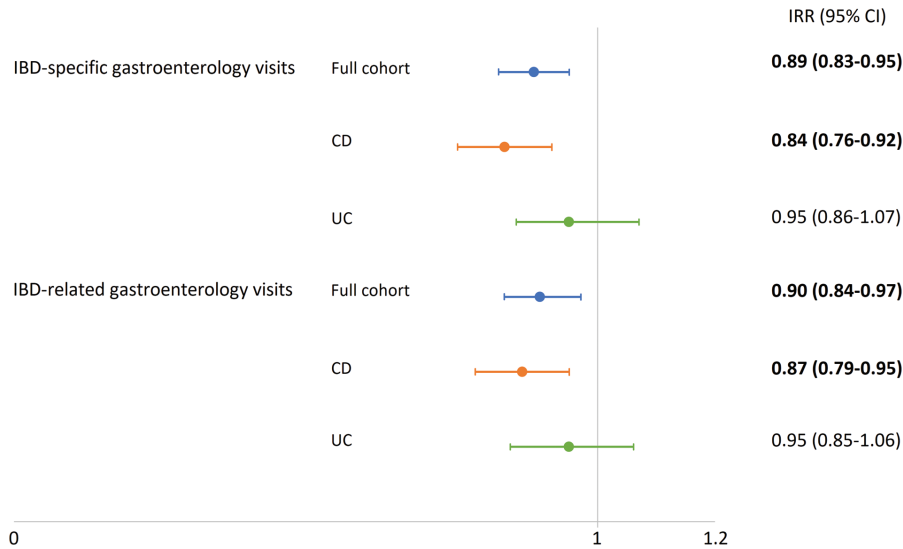 IRR (95% CI)
IBD-specific gastroenterology visits Full cohort 0.89 (0.83-0.95)
CD 0.84 (0.76-0.92)
UC 0.95 (0.86-1.07)
IBD-related gastroenterology visits Full cohort 0.90 (0.84-0.97)
CD 0.87 (0.79-0.95)
UC 0.95 (0.85-1.06)
0 1 1.2